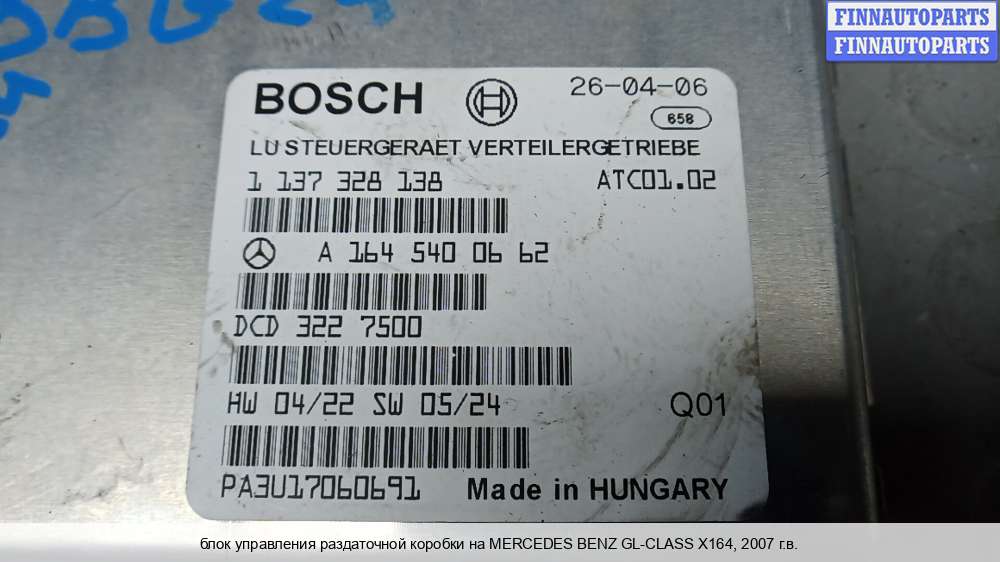 FINNAUTOPARTS
FINNAUTOPARTS
BOSCH
26-04-06
658
LU STEUERGERAET VERTEILERGETRIEBE
1 137 328 138 ATC01.02
A 164 540 06 62
DCD 322 7500
HW 04/22 SW 05/24 Q01
PA3U17060691 Made in HUNGARY
блок управления раздаточной коробки на MERCEDES BENZ GL-CLASS X164, 2007 г.в.